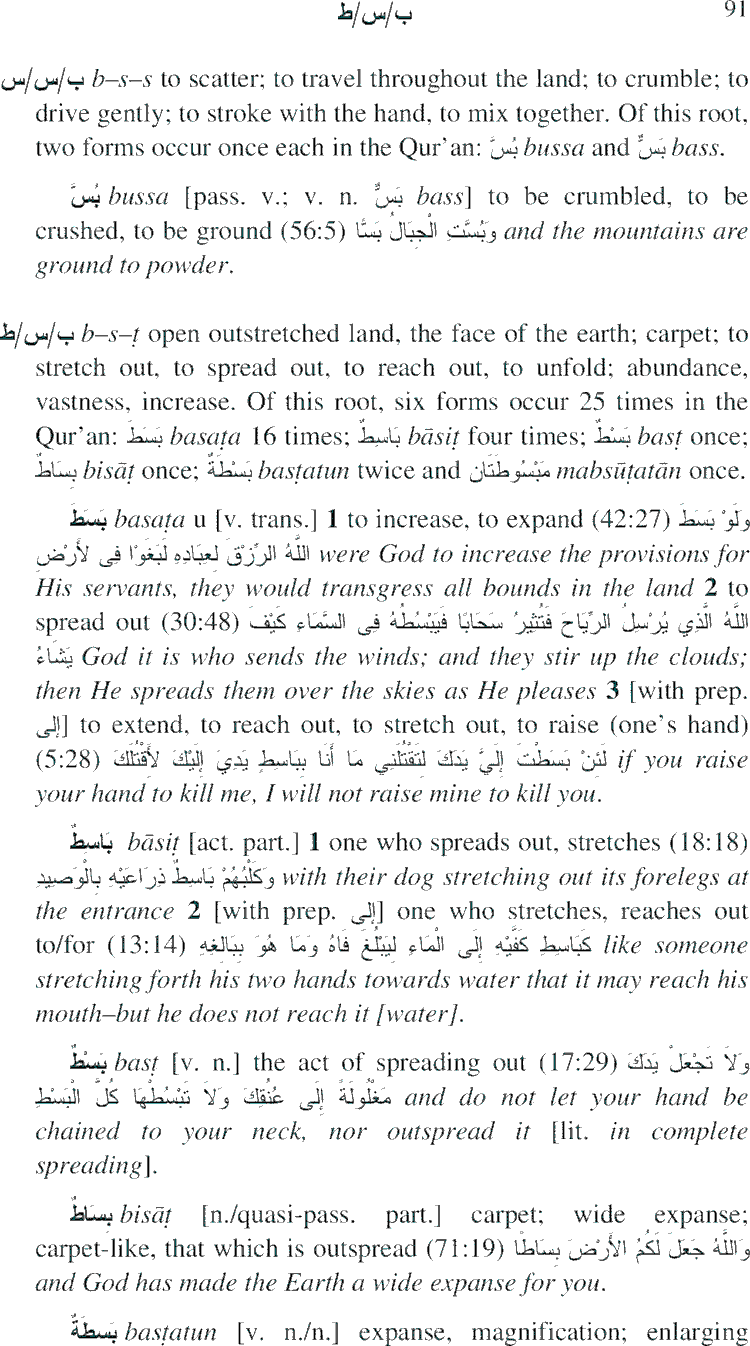 ب/س/ط 91
ب/س/س b–s–s to scatter; to travel throughout the land; to crumble; to
drive gently; to stroke with the hand, to mix together. Of this root,
two forms occur once each in the Qur'an: بُسَّ bussa and بَسٌّ bass.
بُسَّ bussa [pass. v.; v. n. بَسٌّ bass] to be crumbled, to be
crushed, to be ground (56:5) وَبُسَّتِ الْجِبَالُ بَسًّا and the mountains are
ground to powder.
ب/س/ط b–s–ṭ open outstretched land, the face of the earth; carpet; to
stretch out, to spread out, to reach out, to unfold; abundance,
vastness, increase. Of this root, six forms occur 25 times in the
Qur'an: بَسَطَ basaṭa 16 times; بَاسِطٌ bāsiṭ four times; بَسْطٌ basṭ once;
بِسَاطٌ bisāṭ once; بَسْطَةٌ basṭatun twice and مَبْسُوطَتَان mabsūṭatān once.
بَسَطَ basaṭa u [v. trans.] 1 to increase, to expand (42:27) وَلَوْ بَسَطَ
اللَّهُ الرِّزْقَ لِعِبَادِهِ لَبَغَوْا فِى لأَرْضِ were God to increase the provisions for
His servants, they would transgress all bounds in the land 2 to
spread out (30:48) اللَّهُ الَّذِي يُرْسِلُ الرِّيَاحَ فَتُثِيرُ سَحَابًا فَيَبْسُطُهُ فِى السَّمَاءِ كَيْفَ
يَشَاءُ God it is who sends the winds; and they stir up the clouds;
then He spreads them over the skies as He pleases 3 [with prep.
إلى] to extend, to reach out, to stretch out, to raise (one's hand)
(5:28) لَئِنْ بَسَطْتَ إِلَيَّ يَدَكَ لِتَقْتُلَنِي مَا أَنَا بِبَاسِطٍ يَدِيَ إِلَيْكَ لأَقْتُلَكَ if you raise
your hand to kill me, I will not raise mine to kill you.
بَاسِطٌ bāsiṭ [act. part.] 1 one who spreads out, stretches (18:18)
وَكَلْبُهُمْ بَاسِطٌ ذِرَاعَيْهِ بِالْوَصِيدِ with their dog stretching out its forelegs at
the entrance 2 [with prep. إلى] one who stretches, reaches out
to/for (13:14) كَبَاسِطِ كَفَّيْهِ إِلَى الْمَاءِ لِيَبْلُغَ فَاهُ وَمَا هُوَ بِبَالِغِهِ like someone
stretching forth his two hands towards water that it may reach his
mouth–but he does not reach it [water].
بَسْطٌ basṭ [v. n.] the act of spreading out (17:29) وَلاَ تَجْعَلْ يَدَكَ
مَغْلُولَةً إِلَى عُنُقِكَ وَلاَ تَبْسُطْهَا كُلَّ الْبَسْطِ and do not let your hand be
chained to your neck, nor outspread it [lit. in complete
spreading].
بِسَاطٌ bisāṭ [n./quasi-pass. part.] carpet; wide expanse;
carpet-like, that which is outspread (71:19) وَاللَّهُ جَعَلَ لَكُمُ الأَرْضَ بِسَاطًا
and God has made the Earth a wide expanse for you.
بَسطَةٌ basṭatun [v. n./n.] expanse, magnification; enlarging